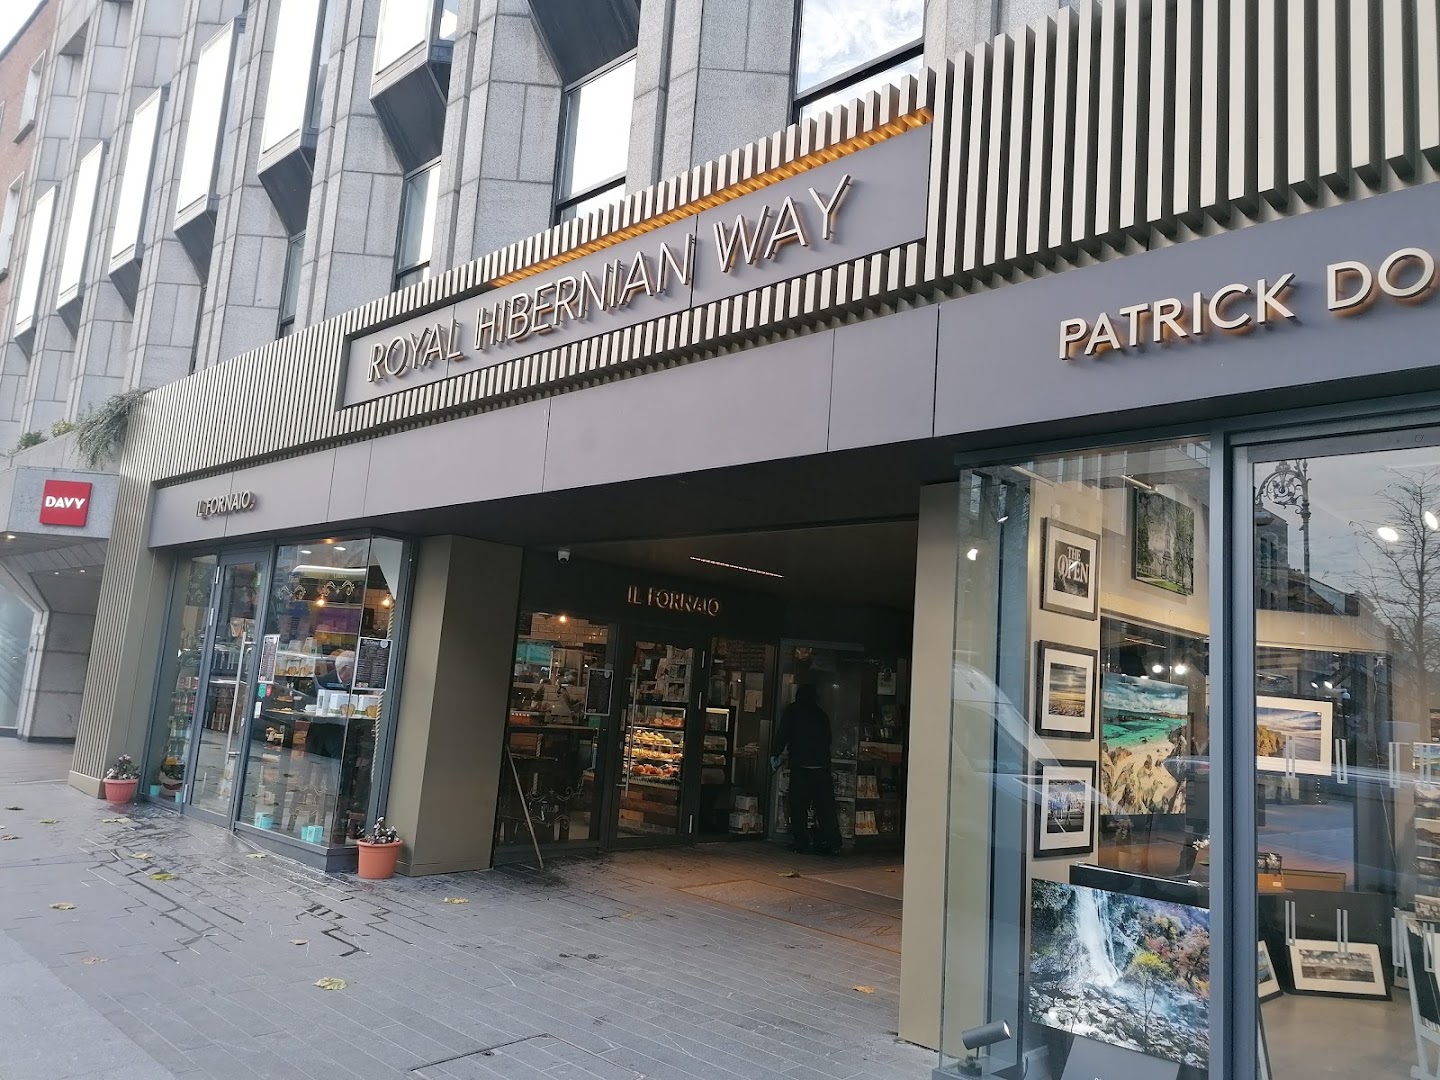 ROYAL HIBERNIAN WAY
PATRICK DO
IL FORNAIO
DAVY
IL FORNAIO
THE
OPEN